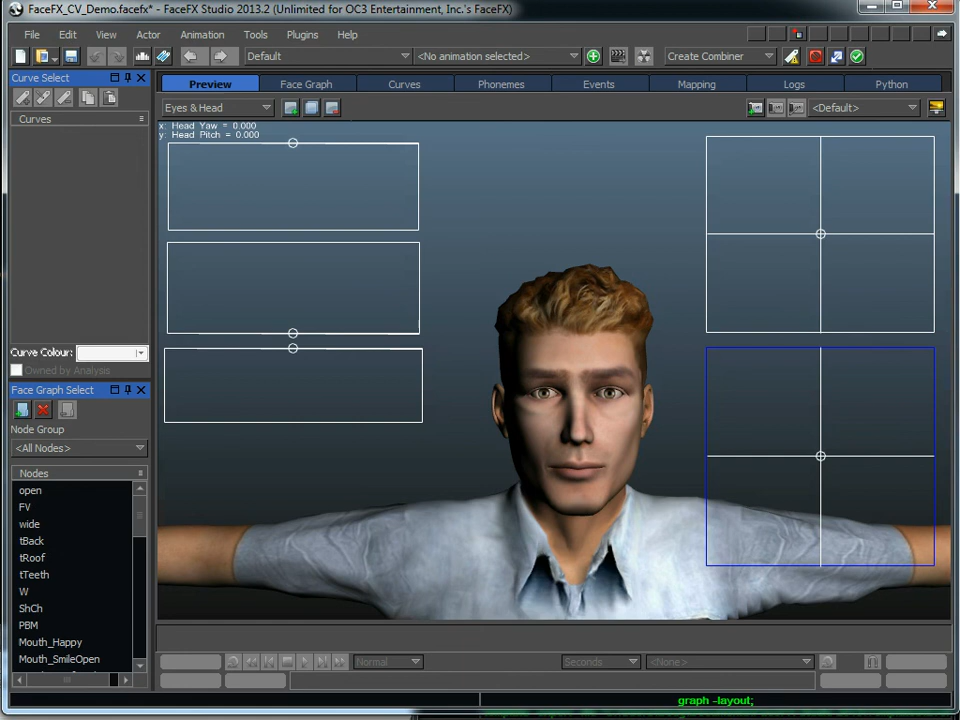 FaceFX_CV_Demo.facefx* - FaceFX Studio 2013.2 (Unlimited for OC3 Entertainment, Inc.'s FaceFX)
File Edit View Actor Animation Tools Plugins Help
Default <No animation selected> Create Combiner
Curve Select
Preview Face Graph Curves Phonemes Events Mapping Logs Python
Eyes & Head <Default>
Curves
x: Head Yaw = 0.000
y: Head Pitch = 0.000
Curve Colour:
Owned by Analysis
Face Graph Select
Node Group
<All Nodes>
Nodes
open
FV
wide
tBack
tRoof
tTeeth
W
ShCh
PBM
Mouth_Happy
Mouth_SmileOpen
Normal Seconds <None>
graph -layout;